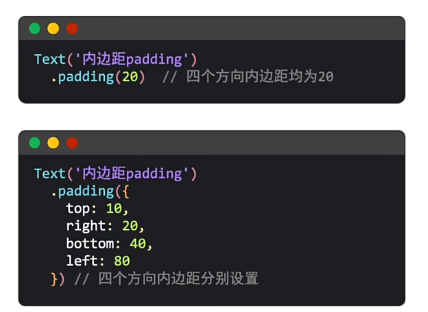 Text('内边距padding')
  .padding(20)  // 四个方向内边距均为20
Text('内边距padding')
  .padding({
    top: 10,
    right: 20,
    bottom: 40,
    left: 80
  }) // 四个方向内边距分别设置